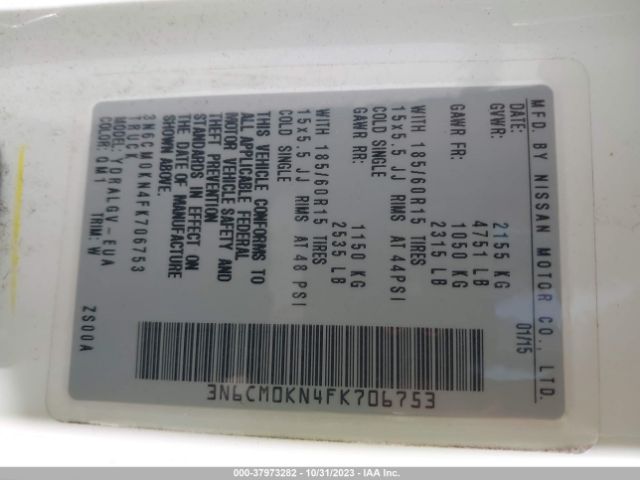 MFD. BY NISSAN MOTOR CO., LTD.
DATE: 01/15
GVWR: 2155 KG
4751 LB
GAWR FR: 1050 KG
2315 LB
WITH 185/60R15 TIRES
15x5.5 JJ RIMS AT 44PSI
COLD SINGLE
GAWR RR: 1150 KG
2535 LB
WITH 185/60R15 TIRES
15x5.5 JJ RIMS AT 48 PSI
COLD SINGLE
THIS VEHICLE CONFORMS TO
ALL APPLICABLE FEDERAL
MOTOR VEHICLE SAFETY AND
THEFT PREVENTION
STANDARDS IN EFFECT ON
THE DATE OF MANUFACTURE
SHOWN ABOVE.
3N6CM0KN4FK706753
TRUCK
MODEL: YDRALGV-EUA
COLOR: QM1 TRIM: W
ZS00A
3N6CM0KN4FK706753
000-37973282 - 10/31/2023 - IAA Inc.